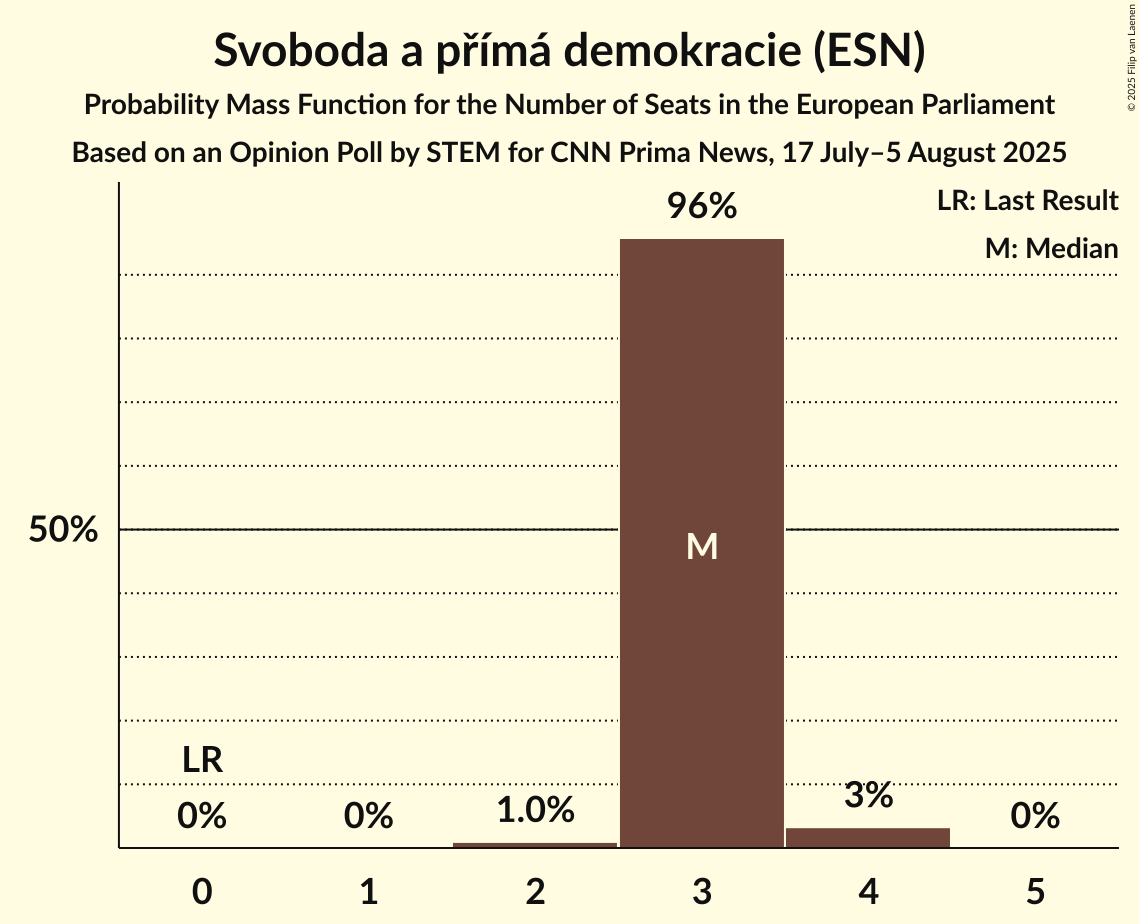 Svoboda a přímá demokracie (ESN)
Probability Mass Function for the Number of Seats in the European Parliament
Based on an Opinion Poll by STEM for CNN Prima News, 17 July–5 August 2025
© 2025 Filip van Laenen
LR: Last Result
M: Median
96%
50%
M
LR
0%
0%
1.0%
3%
0%
0
1
2
3
4
5